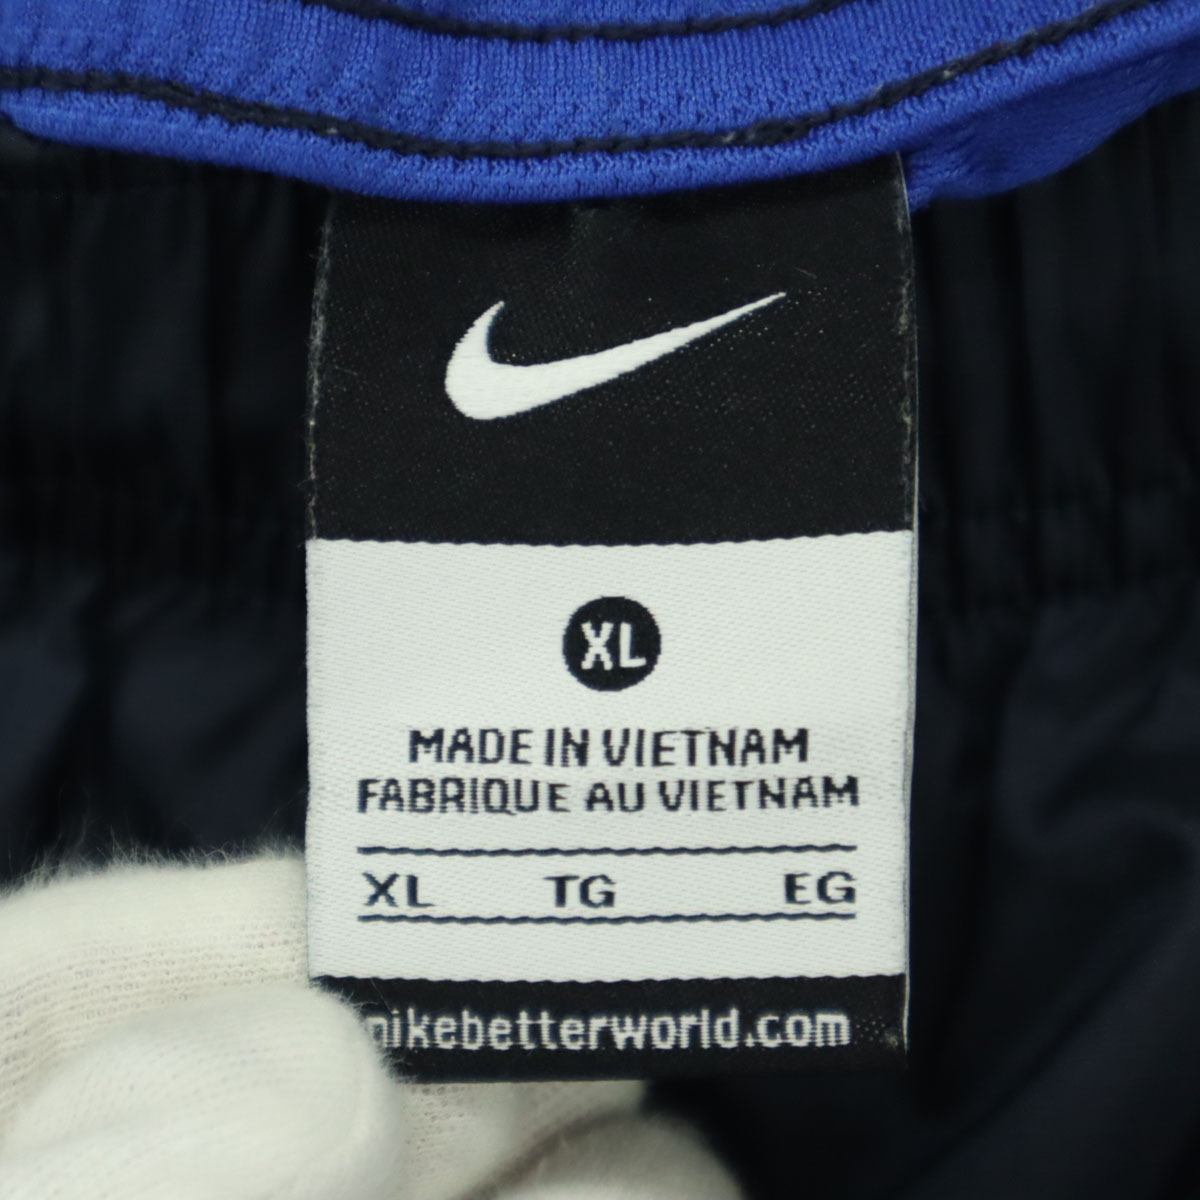 XL
MADE IN VIETNAM
FABRIQUE AU VIETNAM
XL TG EG
nikebetterworld.com